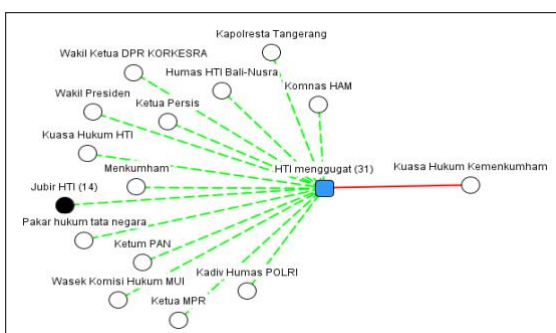 Kapolresta Tangerang
Wakil Ketua DPR KORKESRA
Humas HTI Bali-Nusra
Komnas HAM
Wakil Presiden
Ketua Persis
Kuasa Hukum HTI
HTI menggugat (31)
Kuasa Hukum Kemenkumham
Menkumham
Jubir HTI (14)
Pakar hukum tata negara
Ketum PAN
Kadiv Humas POLRI
Wasek Komisi Hukum MUI
Ketua MPR